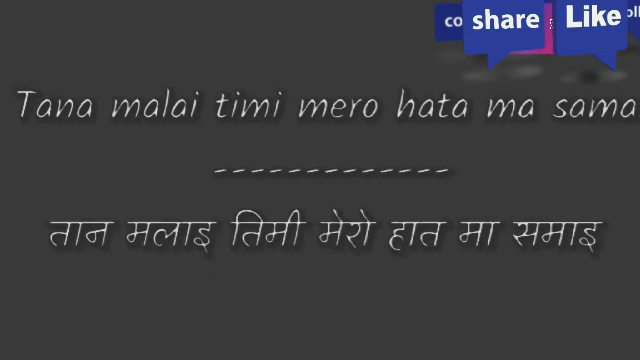 share Like
Tana malai timi mero hata ma sama
-------------
तान मलाइ तिमी मेरो हात मा समाइ